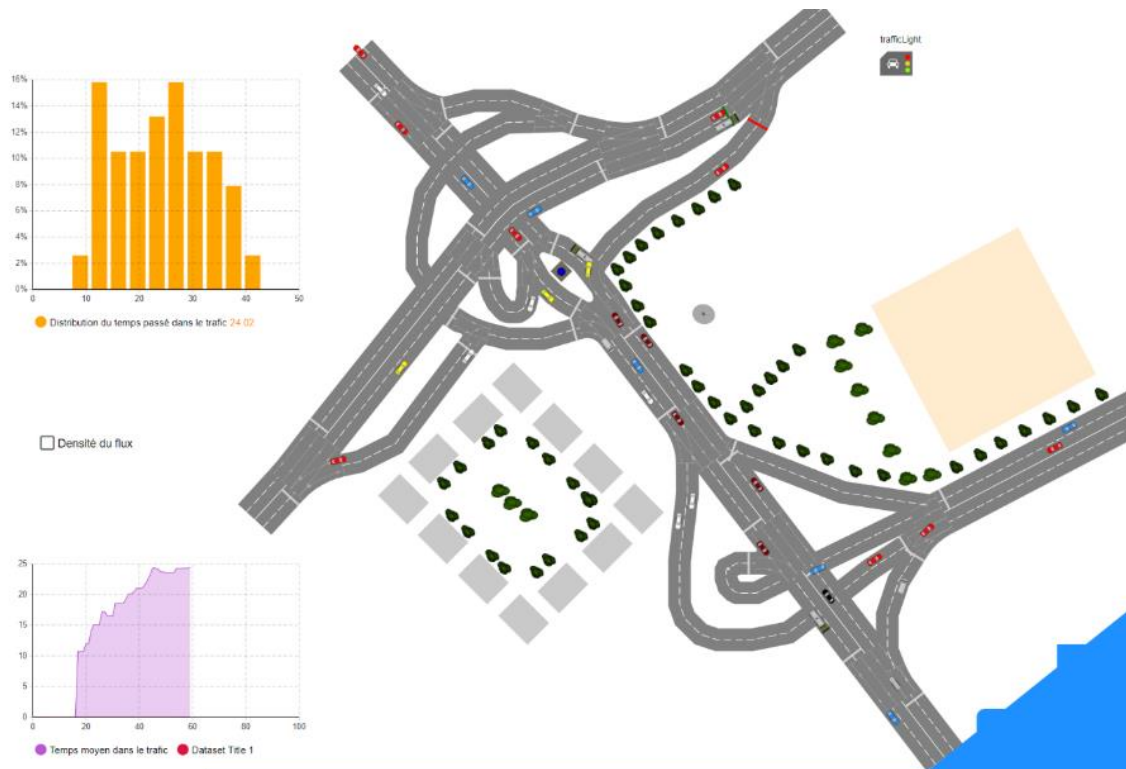 trafficLight
16%
14%
12%
10%
8%
6%
4%
2%
0%
0 10 20 30 40 50
Distribution du temps passé dans le trafic 24.02
Densité du flux
25
20
15
10
5
0
0 20 40 60 80 100
Temps moyen dans le trafic Dataset Title 1